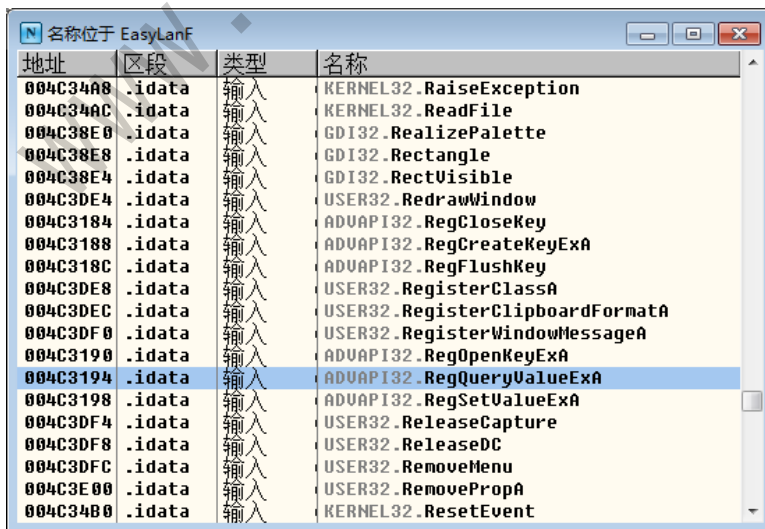 www.
N 名称位于 EasyLanF
地址 区段 类型 名称
004C34A8 .idata 输入 KERNEL32.RaiseException
004C34AC .idata 输入 KERNEL32.ReadFile
004C38E0 .idata 输入 GDI32.RealizePalette
004C38E8 .idata 输入 GDI32.Rectangle
004C38E4 .idata 输入 GDI32.RectVisible
004C3DE4 .idata 输入 USER32.RedrawWindow
004C3184 .idata 输入 ADVAPI32.RegCloseKey
004C3188 .idata 输入 ADVAPI32.RegCreateKeyExA
004C318C .idata 输入 ADVAPI32.RegFlushKey
004C3DE8 .idata 输入 USER32.RegisterClassA
004C3DEC .idata 输入 USER32.RegisterClipboardFormatA
004C3DF0 .idata 输入 USER32.RegisterWindowMessageA
004C3190 .idata 输入 ADVAPI32.RegOpenKeyExA
004C3194 .idata 输入 ADVAPI32.RegQueryValueExA
004C3198 .idata 输入 ADVAPI32.RegSetValueExA
004C3DF4 .idata 输入 USER32.ReleaseCapture
004C3DF8 .idata 输入 USER32.ReleaseDC
004C3DFC .idata 输入 USER32.RemoveMenu
004C3E00 .idata 输入 USER32.RemovePropA
004C34B0 .idata 输入 KERNEL32.ResetEvent